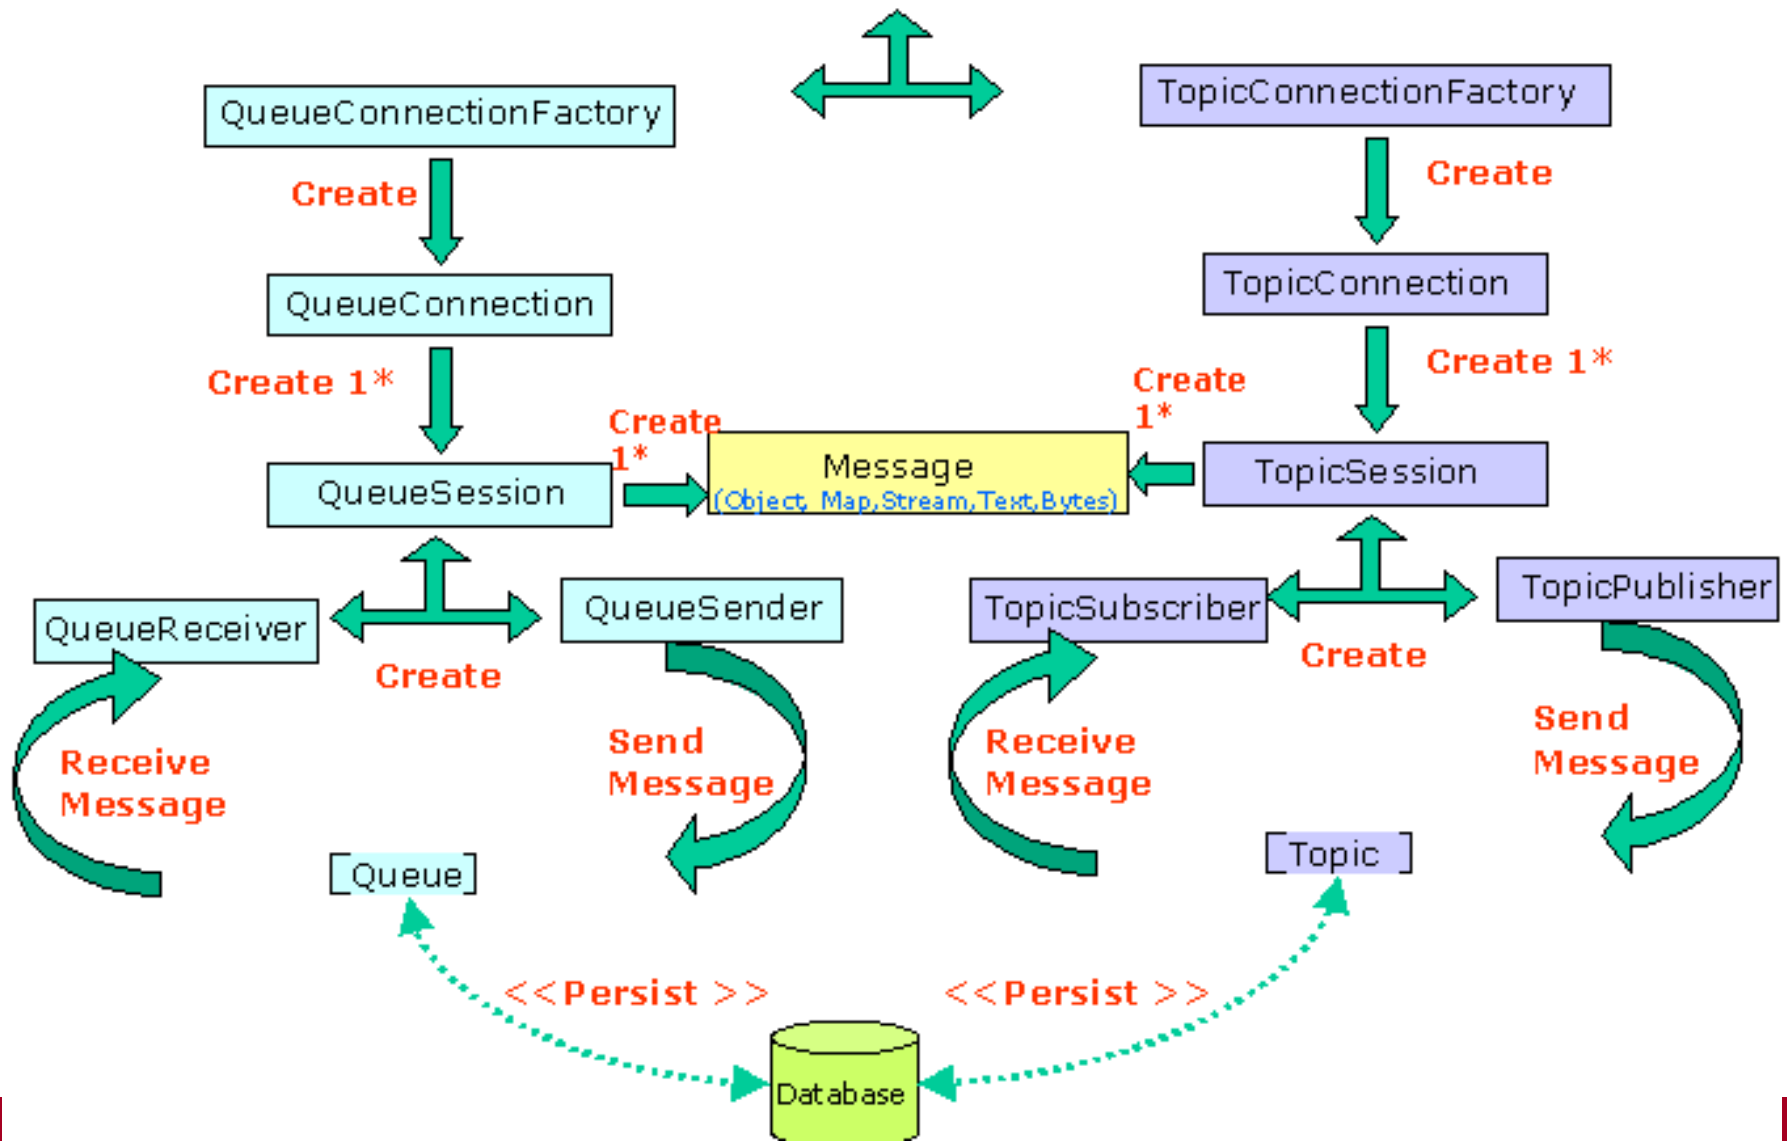 QueueConnectionFactory
TopicConnectionFactory
Create
Create
QueueConnection
TopicConnection
Create 1*
Create 1*
Create
1*
Create
1*
QueueSession
Message
(Object, Map,Stream,Text,Bytes)
TopicSession
QueueReceiver
QueueSender
TopicSubscriber
TopicPublisher
Create
Create
Receive
Message
Send
Message
Receive
Message
Send
Message
[Queue]
[Topic]
<<Persist >>
<<Persist >>
Database